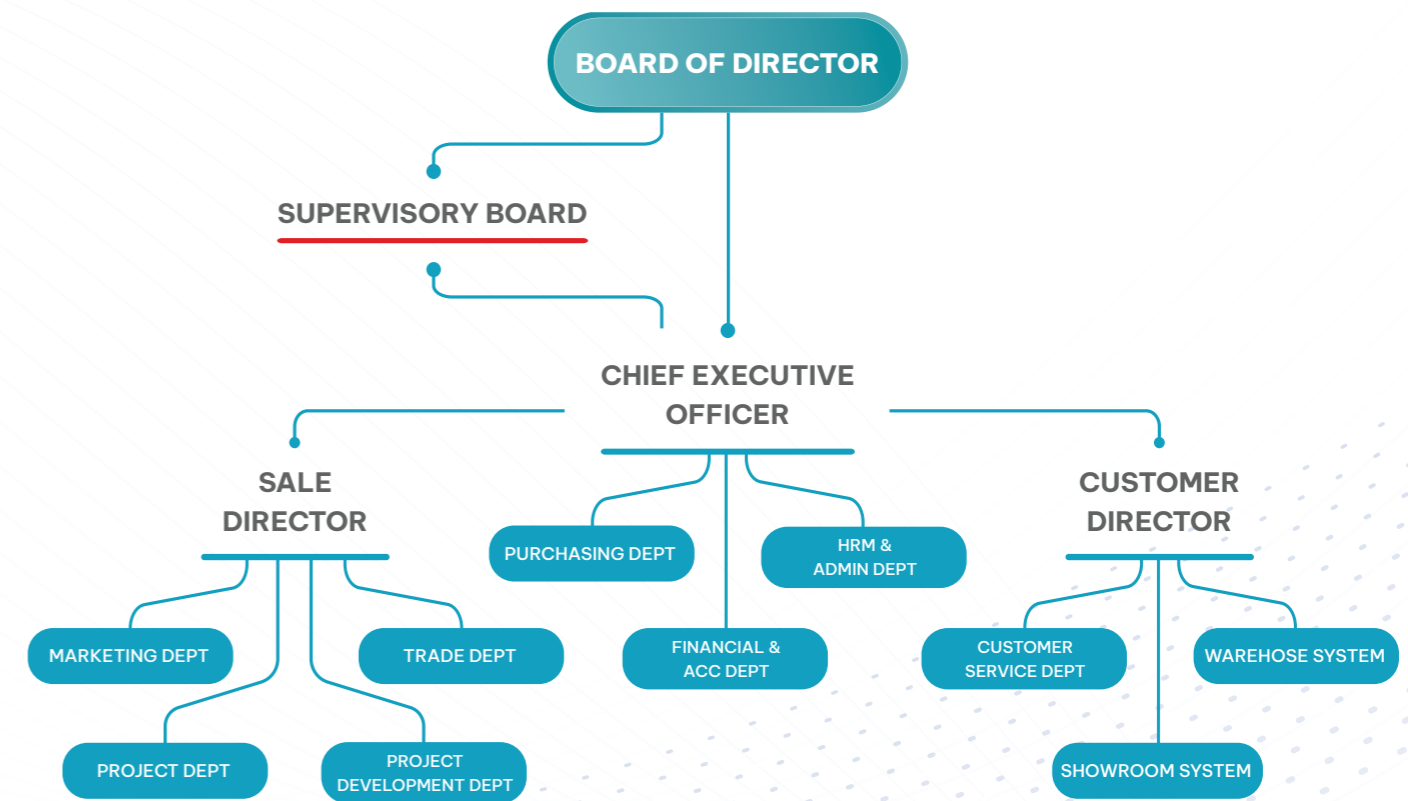 BOARD OF DIRECTOR
SUPERVISORY BOARD
CHIEF EXECUTIVE
OFFICER
SALE
DIRECTOR
CUSTOMER
DIRECTOR
PURCHASING DEPT
HRM &
ADMIN DEPT
MARKETING DEPT
TRADE DEPT
FINANCIAL &
ACC DEPT
CUSTOMER
SERVICE DEPT
WAREHOSE SYSTEM
PROJECT DEPT
PROJECT
DEVELOPMENT DEPT
SHOWROOM SYSTEM